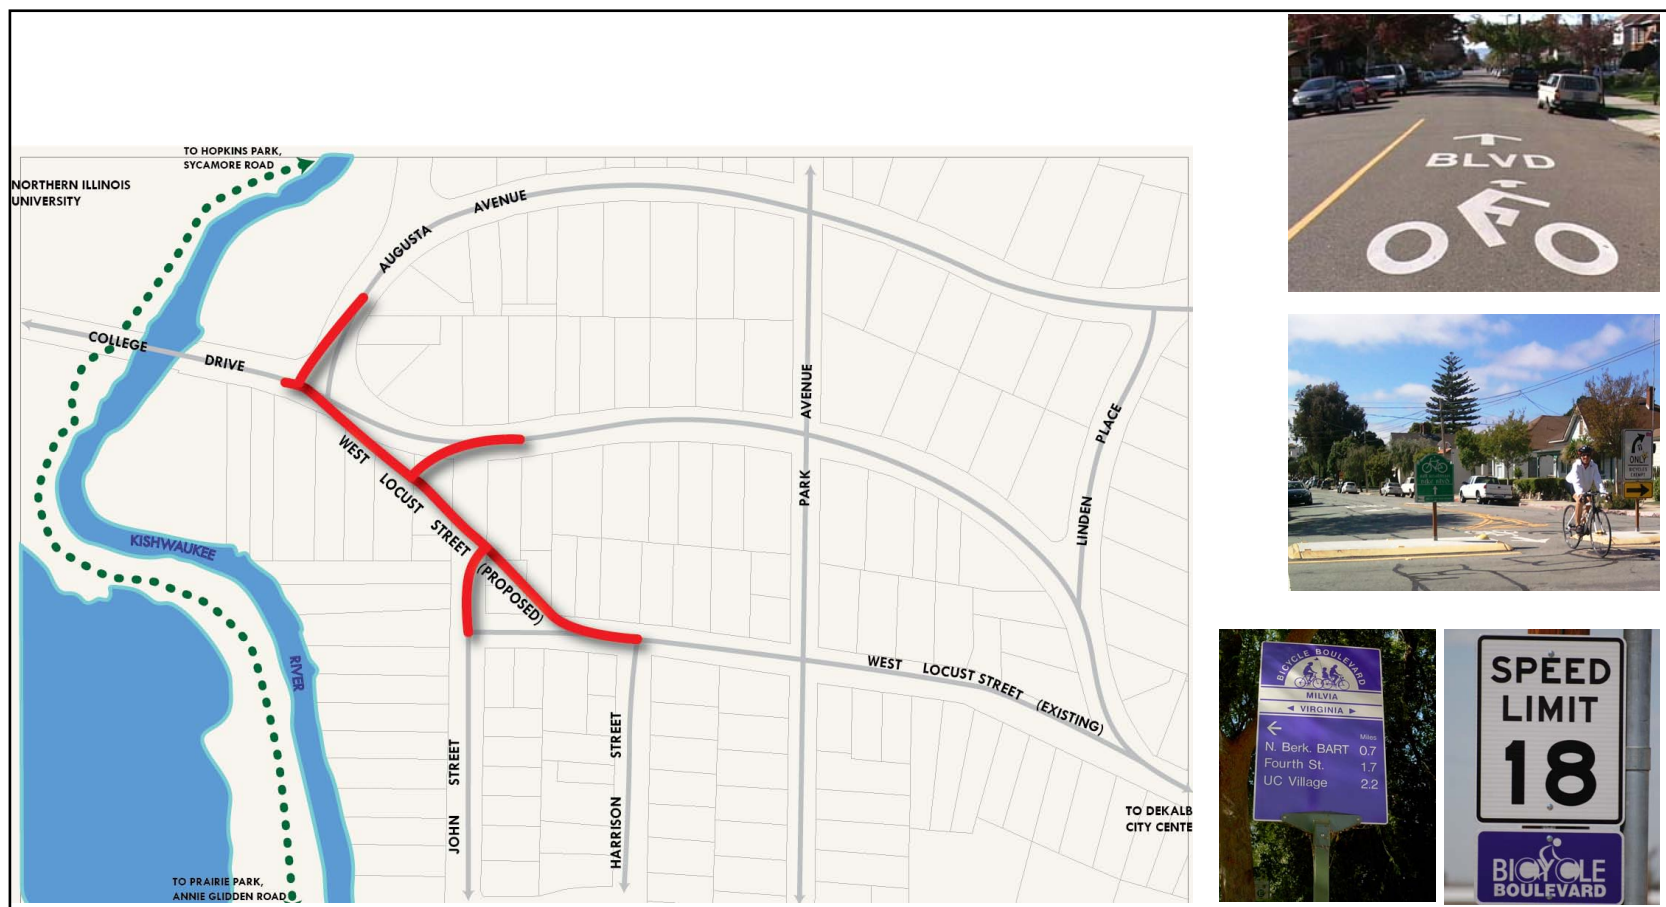 TO HOPKINS PARK,
SYCAMORE ROAD
NORTHERN ILLINOIS
UNIVERSITY
AUGUSTA AVENUE
COLLEGE DRIVE
WEST LOCUST STREET (PROPOSED)
PARK AVENUE
LINDEN PLACE
KISHWAUKEE
RIVER
WEST LOCUST STREET (EXISTING)
JOHN STREET
HARRISON STREET
TO DEKALB
CITY CENTE
TO PRAIRIE PARK,
ANNIE GLIDDEN ROAD
BLVD
ONLY
BICYCLE BOULEVARD
MILVIA
VIRGINIA
Miles
N. Berk. BART 0.7
Fourth St. 1.7
UC Village 2.2
SPEED
LIMIT
18
BICYCLE
BOULEVARD